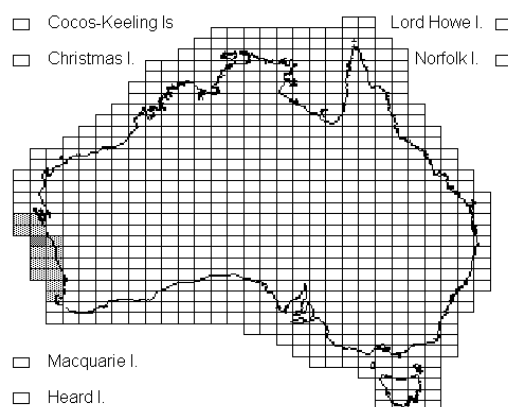 Cocos-Keeling Is
Lord Howe I.
Christmas I.
Norfolk I.
Macquarie I.
Heard I.